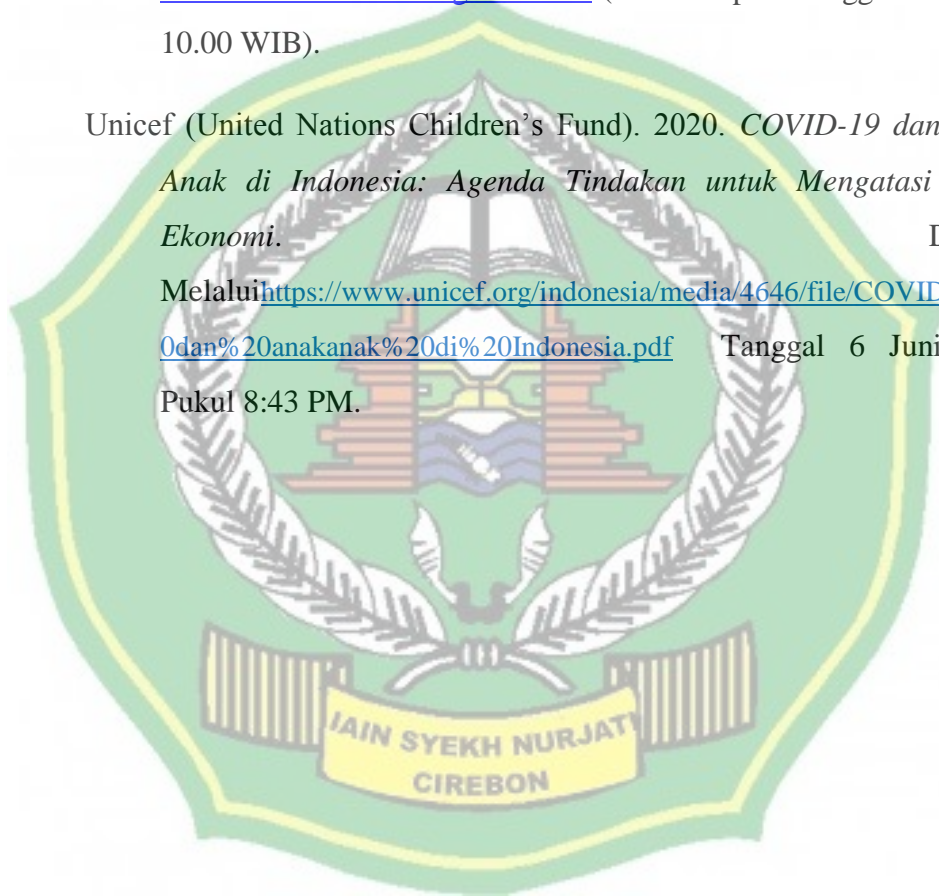 10.00 WIB).
Unicef (United Nations Children’s Fund). 2020. COVID-19 dan
Anak di Indonesia: Agenda Tindakan untuk Mengatasi
Ekonomi.
Melaluihttps://www.unicef.org/indonesia/media/4646/file/COVID
0dan%20anakanak%20di%20Indonesia.pdf Tanggal 6 Juni
Pukul 8:43 PM.
IAIN SYEKH NURJATI
CIREBON